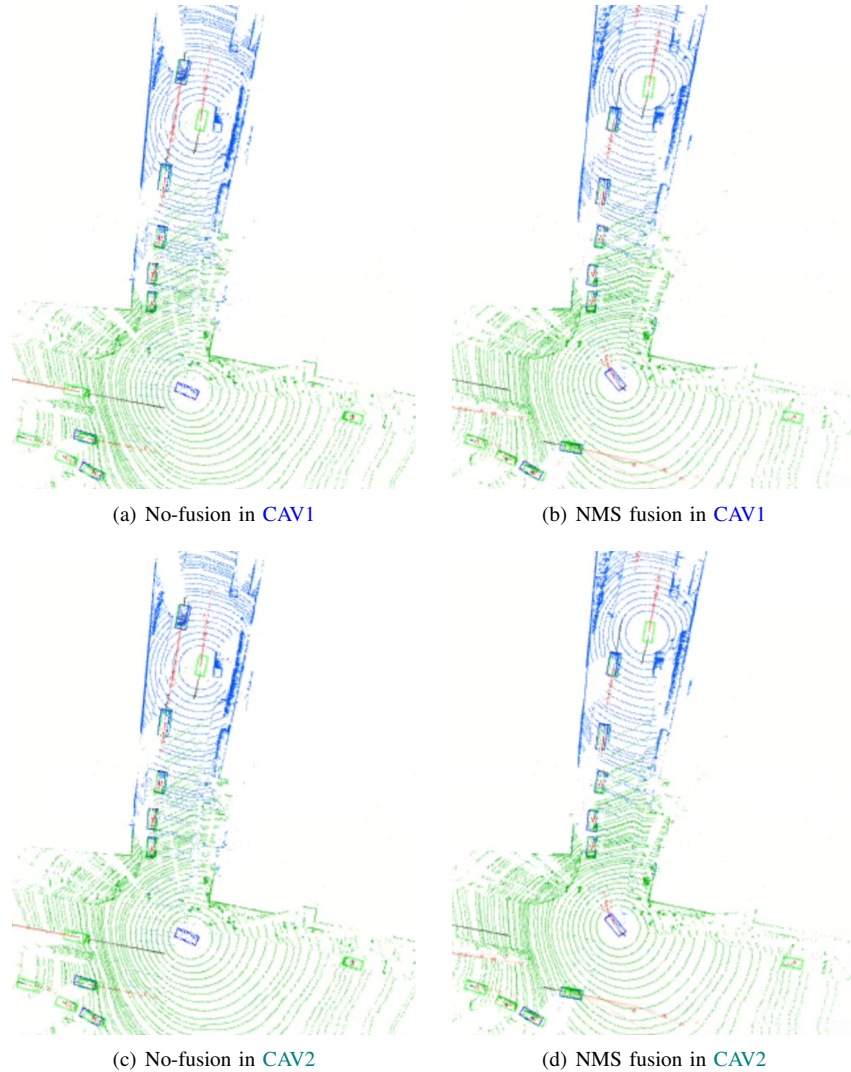 (a) No-fusion in CAV1
(b) NMS fusion in CAV1
(c) No-fusion in CAV2
(d) NMS fusion in CAV2